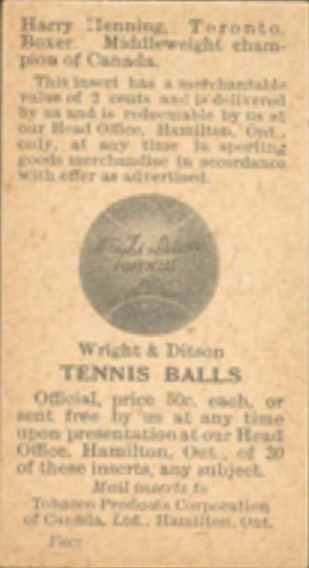 Harry Henning, Toronto,
Boxer. Middleweight cham-
pion of Canada.
This insert has a merchantable
value of 2 cents and is delivered
by us and is redeemable by us at
our Head Office, Hamilton, Ont.,
only, at any time in sporting
goods merchandise in accordance
with offer as advertised.
Wright & Ditson
Wright & Ditson
TENNIS BALLS
Official, price 50c. each, or
sent free by us at any time
upon presentation at our Head
Office, Hamilton, Ont., of 30
of these inserts, any subject.
Mail inserts to
Tobacco Products Corporation
of Canada, Ltd., Hamilton, Ont.